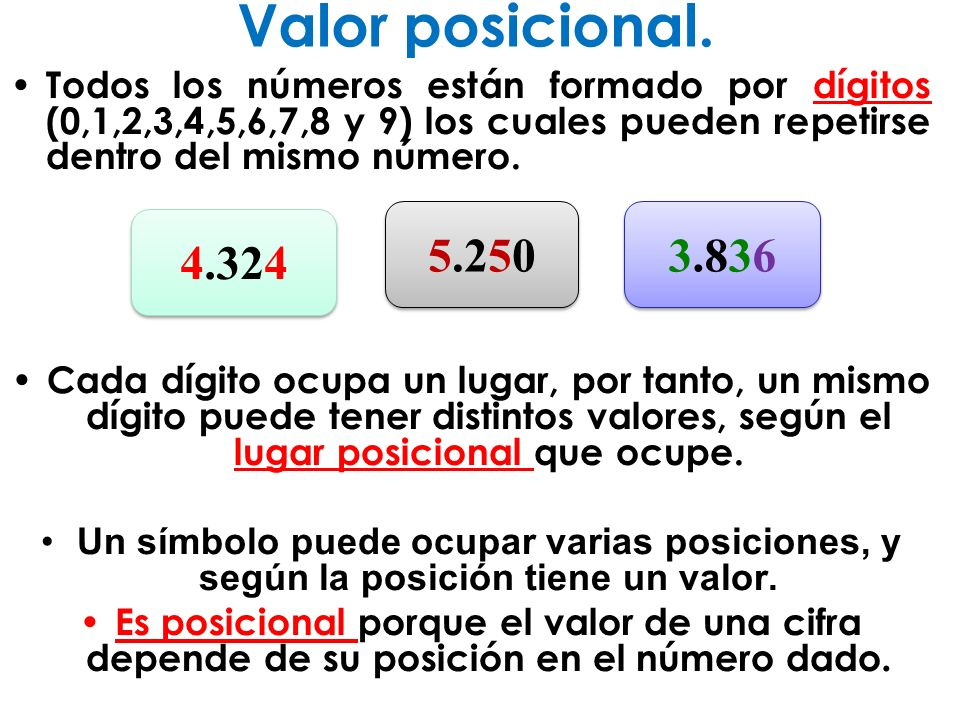 Valor posicional.
• Todos los números están formado por dígitos
(0,1,2,3,4,5,6,7,8 y 9) los cuales pueden repetirse
dentro del mismo número.
4.324 5.250 3.836
• Cada dígito ocupa un lugar, por tanto, un mismo
dígito puede tener distintos valores, según el
lugar posicional que ocupe.
• Un símbolo puede ocupar varias posiciones, y
según la posición tiene un valor.
• Es posicional porque el valor de una cifra
depende de su posición en el número dado.